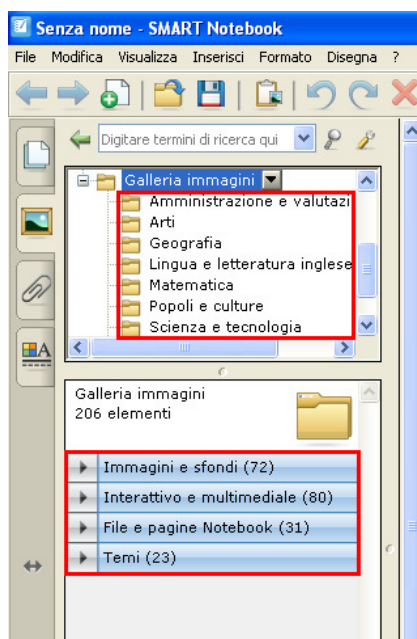 Senza nome - SMART Notebook
File Modifica Visualizza Inserisci Formato Disegna ?
Digitare termini di ricerca qui
Galleria immagini
Amministrazione e valutazi
Arti
Geografia
Lingua e letteratura inglese
Matematica
Popoli e culture
Scienza e tecnologia
Galleria immagini
206 elementi
Immagini e sfondi (72)
Interattivo e multimediale (80)
File e pagine Notebook (31)
Temi (23)